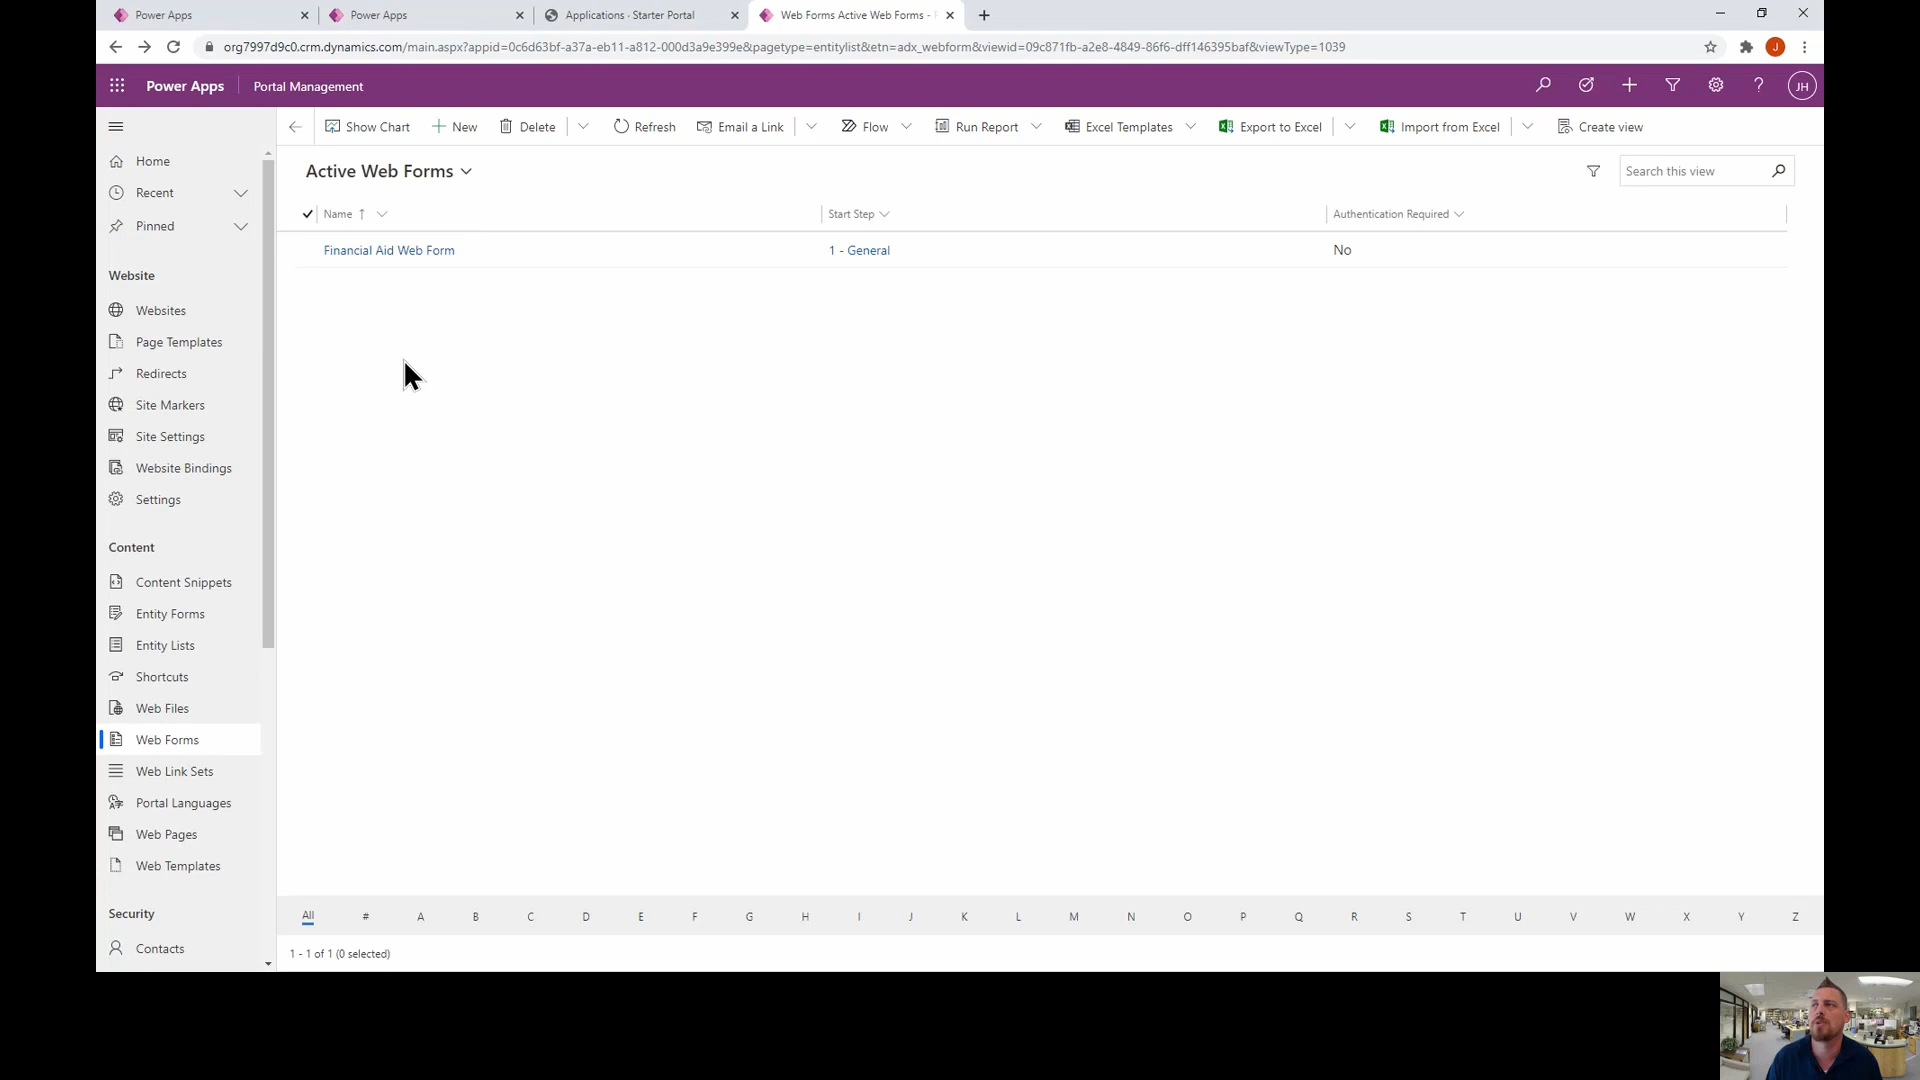 Power Apps
Power Apps
Applications · Starter Portal
Web Forms Active Web Forms -
org7997d9c0.crm.dynamics.com/main.aspx?appid=0c6d63bf-a37a-eb11-a812-000d3a9e399e&pagetype=entitylist&etn=adx_webform&viewid=09c871fb-a2e8-4849-86f6-dff146395baf&viewType=1039
J
Power Apps
Portal Management
JH
Show Chart
New
Delete
Refresh
Email a Link
Flow
Run Report
Excel Templates
Export to Excel
Import from Excel
Create view
Home
Recent
Pinned
Website
Websites
Page Templates
Redirects
Site Markers
Site Settings
Website Bindings
Settings
Content
Content Snippets
Entity Forms
Entity Lists
Shortcuts
Web Files
Web Forms
Web Link Sets
Portal Languages
Web Pages
Web Templates
Security
Contacts
Active Web Forms
Search this view
Name ↑
Start Step
Authentication Required
Financial Aid Web Form
1 - General
No
All # A B C D E F G H I J K L M N O P Q R S T U V W X Y Z
1 - 1 of 1 (0 selected)